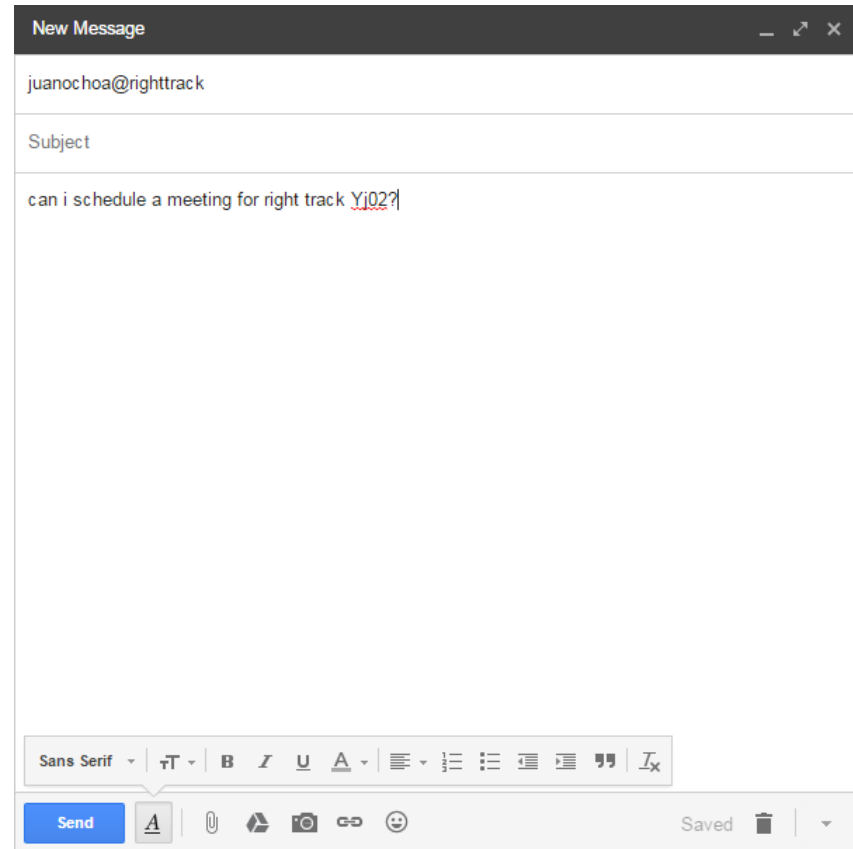 New Message
juanochoa@righttrack
Subject
can i schedule a meeting for right track Yj02?
Sans Serif
Send
Saved